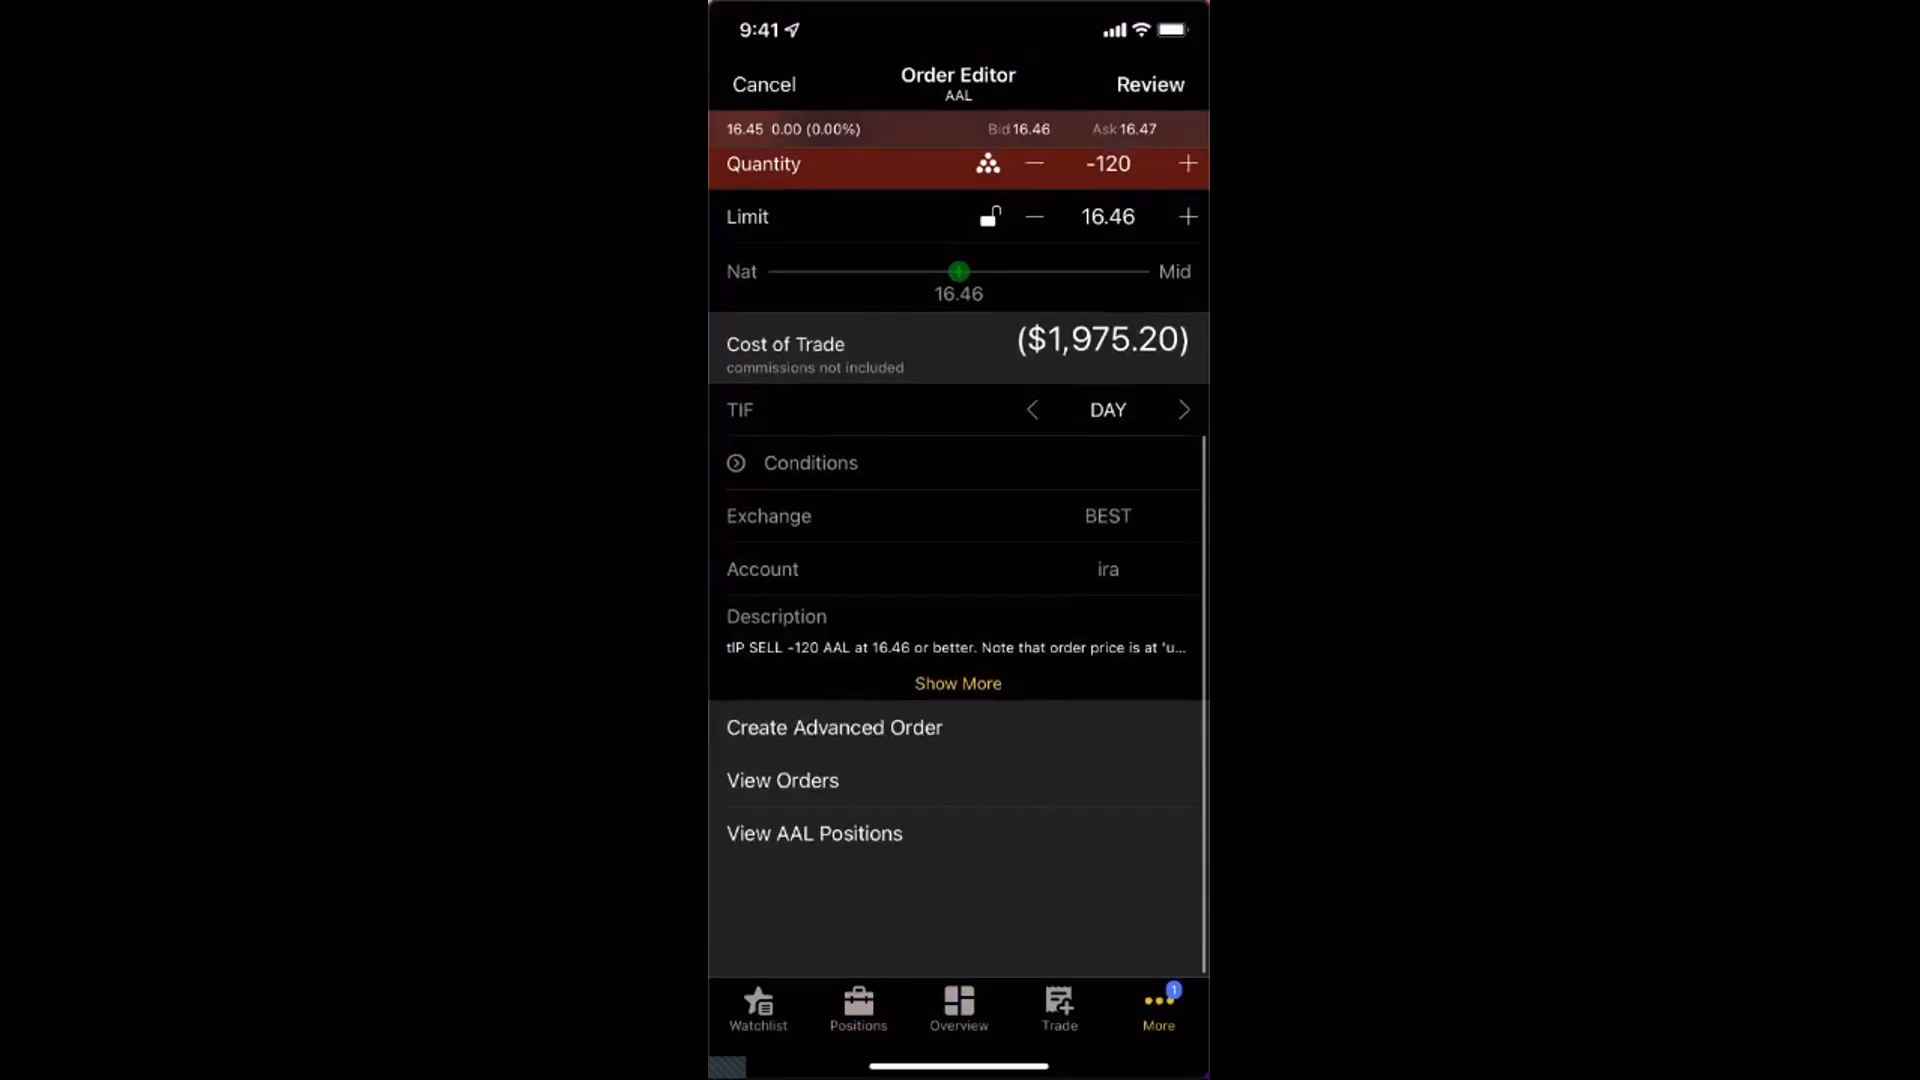 9:41
Cancel
Order Editor
Review
AAL
16.45 0.00 (0.00%)
Bid 16.46
Ask 16.47
Quantity
-120
Limit
16.46
Nat
Mid
16.46
Cost of Trade
($1,975.20)
commissions not included
TIF
DAY
Conditions
Exchange
BEST
Account
ira
Description
tIP SELL -120 AAL at 16.46 or better. Note that order price is at 'u...
Show More
Create Advanced Order
View Orders
View AAL Positions
1
Watchlist
Positions
Overview
Trade
More